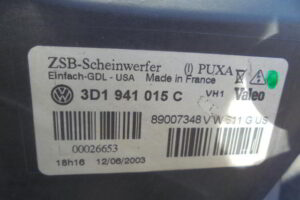 ZSB-Scheinwerfer (l) PUXA
Einfach-GDL - USA Made in France
3D1 941 015 C VH1 Valeo
89007348 VW 611 G US
00026653
18h16 12/06/2003